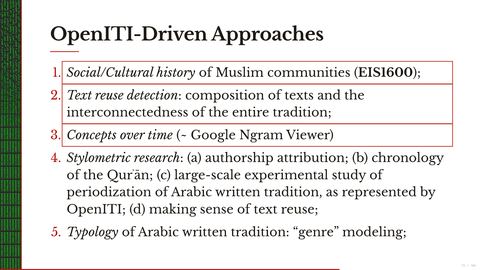 OpenITI-Driven Approaches
1. Social/Cultural history of Muslim communities (EIS1600);
2. Text reuse detection: composition of texts and the
interconnectedness of the entire tradition;
3. Concepts over time (~ Google Ngram Viewer)
4. Stylometric research: (a) authorship attribution; (b) chronology
of the Qurʾān; (c) large-scale experimental study of
periodization of Arabic written tradition, as represented by
OpenITI; (d) making sense of text reuse;
5. Typology of Arabic written tradition: “genre” modeling;